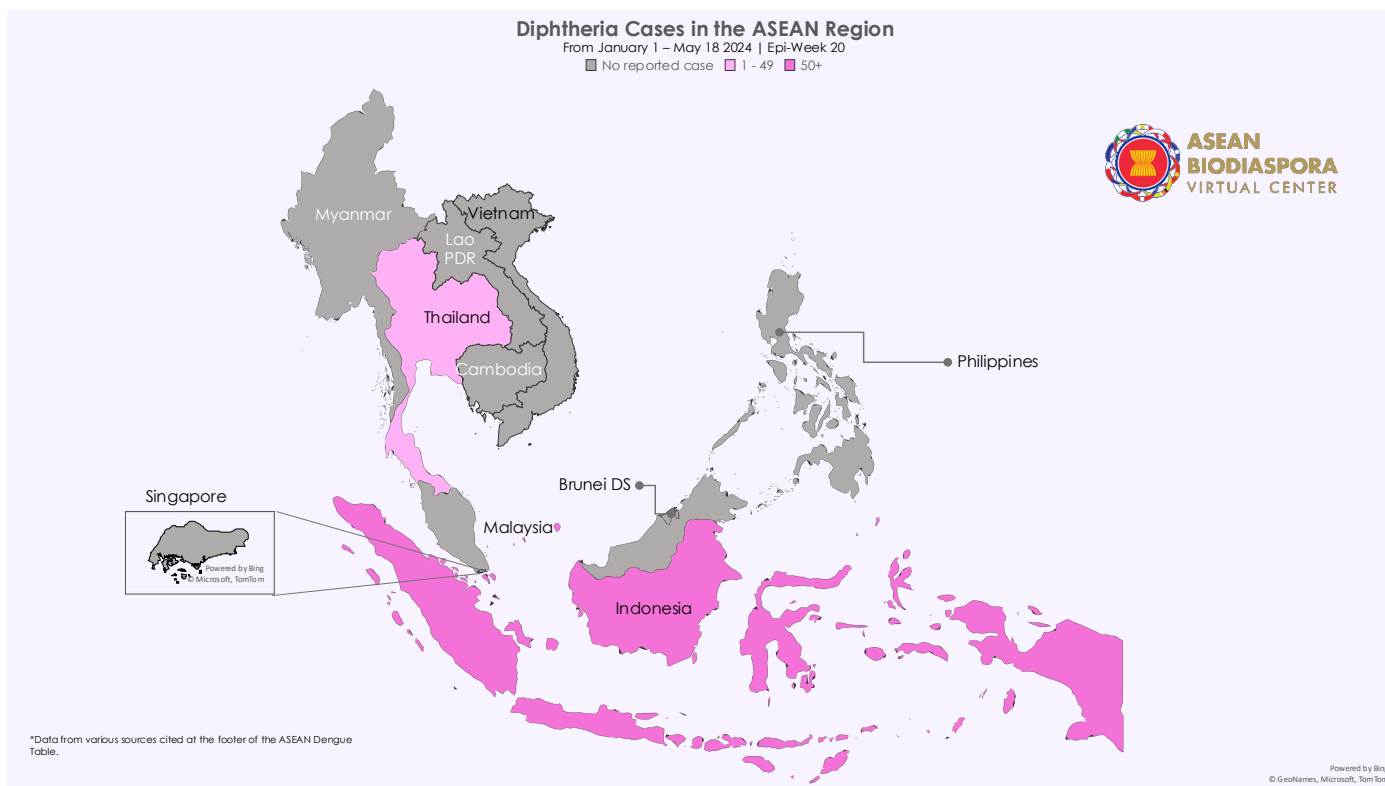 Diphtheria Cases in the ASEAN Region
From January 1 – May 18 2024 | Epi-Week 20
No reported case 1 - 49 50+
ASEAN
BIODIASPORA
VIRTUAL CENTER
Myanmar
Vietnam
Lao
PDR
Thailand
Cambodia
Philippines
Brunei DS
Singapore
Malaysia
Powered by Bing
© Microsoft, TomTom
Indonesia
*Data from various sources cited at the footer of the ASEAN Dengue
Table.
Powered by Bing
© GeoNames, Microsoft, TomTom